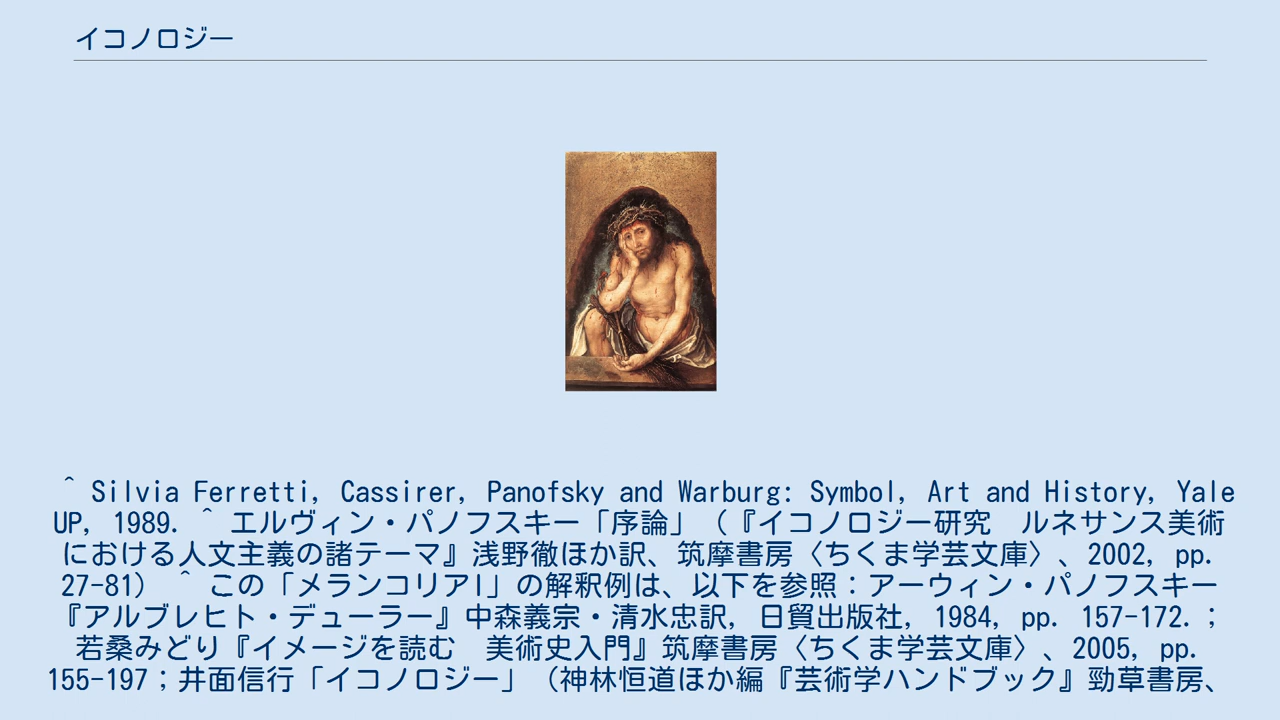 イコノロジー
^ Silvia Ferretti, Cassirer, Panofsky and Warburg: Symbol, Art and History, Yale
UP, 1989. ^ エルヴィン・パノフスキー「序論」（『イコノロジー研究　ルネサンス美術
における人文主義の諸テーマ』浅野徹ほか訳、筑摩書房〈ちくま学芸文庫〉、2002, pp.
27-81） ^ この「メランコリアI」の解釈例は、以下を参照：アーウィン・パノフスキー
『アルブレヒト・デューラー』中森義宗・清水忠訳, 日貿出版社, 1984, pp. 157-172.；
若桑みどり『イメージを読む　美術史入門』筑摩書房〈ちくま学芸文庫〉、2005, pp.
155-197；井面信行「イコノロジー」（神林恒道ほか編『芸術学ハンドブック』勁草書房、